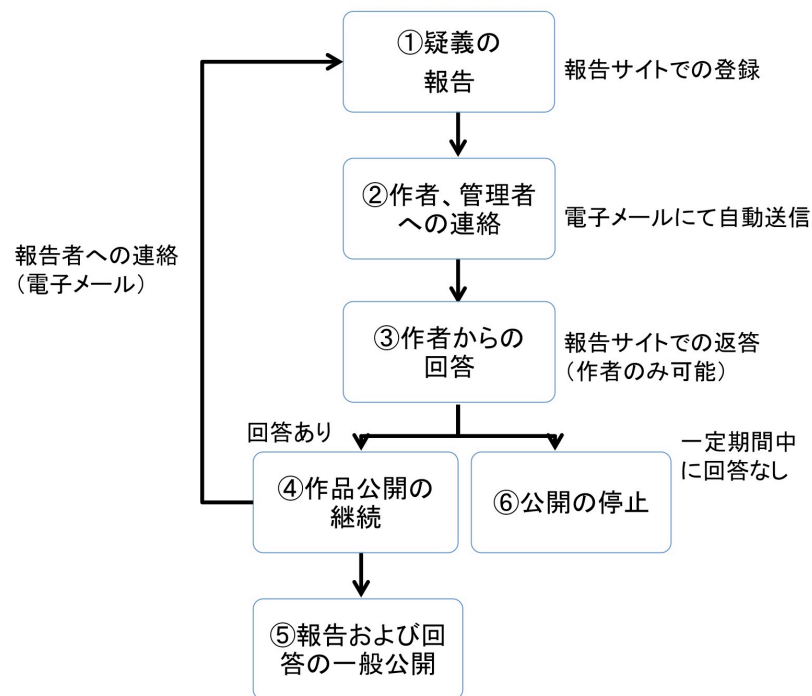 ①疑義の
報告
報告サイトでの登録
②作者、管理者
への連絡
電子メールにて自動送信
報告者への連絡
（電子メール）
③作者からの
回答
報告サイトでの返答
（作者のみ可能）
回答あり
一定期間中
に回答なし
④作品公開の
継続
⑥公開の停止
⑤報告および回
答の一般公開